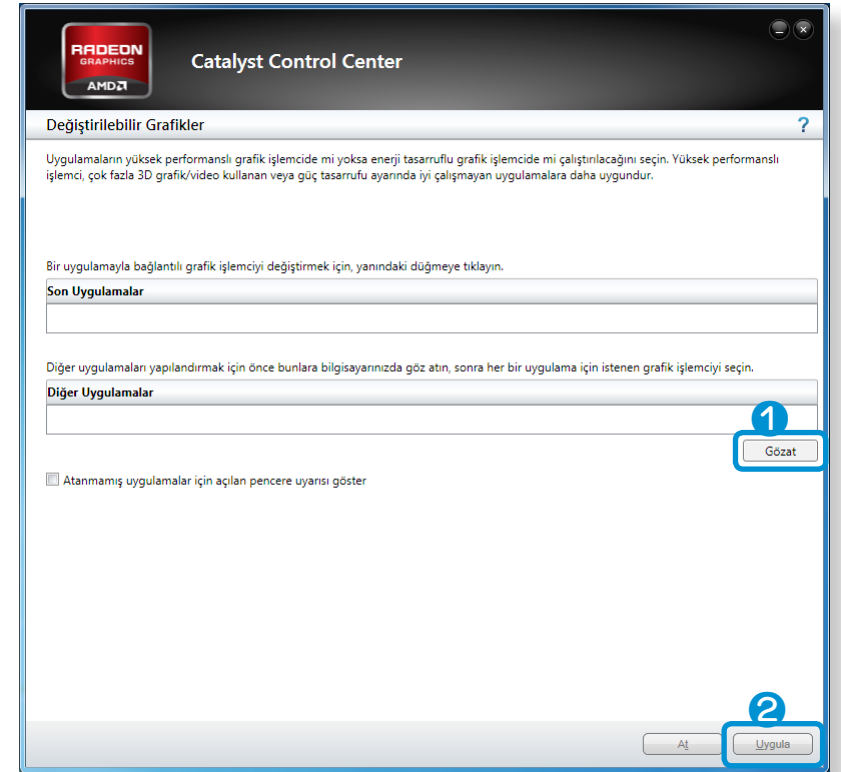 RADEON
GRAPHICS
AMD
Catalyst Control Center
Değiştirilebilir Grafikler
?
Uygulamaların yüksek performanslı grafik işlemcide mi yoksa enerji tasarruflu grafik işlemcide mi çalıştırılacağını seçin. Yüksek performanslı
işlemci, çok fazla 3D grafik/video kullanan veya güç tasarrufu ayarında iyi çalışmayan uygulamalara daha uygundur.
Bir uygulamayla bağlantılı grafik işlemciyi değiştirmek için, yanındaki düğmeye tıklayın.
Son Uygulamalar
Diğer uygulamaları yapılandırmak için önce bunlara bilgisayarınızda göz atın, sonra her bir uygulama için istenen grafik işlemciyi seçin.
Diğer Uygulamalar
1
Gözat
Atanmamış uygulamalar için açılan pencere uyarısı göster
2
At
Uygula